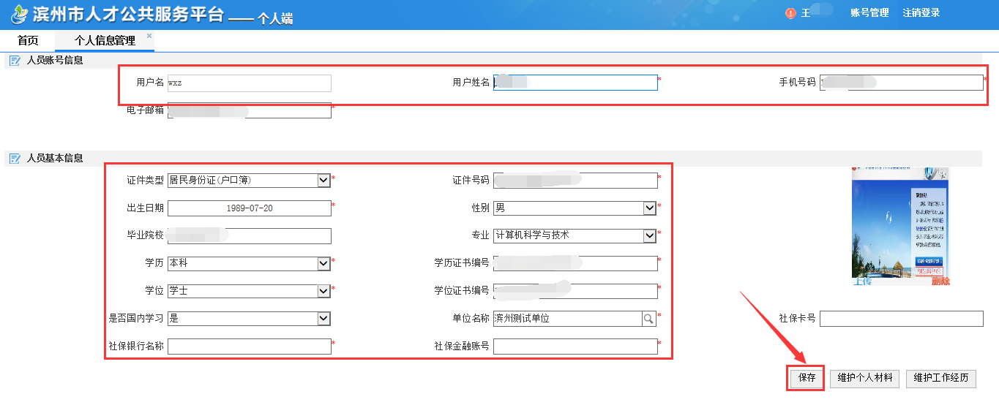 滨州市人才公共服务平台 —— 个人端 王 账号管理 注销登录
首页 个人信息管理 ×
人员账号信息
用户名 wxz 用户姓名 * 手机号码 *
电子邮箱 *
人员基本信息
证件类型 居民身份证(户口簿) * 证件号码 *
出生日期 1989-07-20 * 性别 男 *
毕业院校 专业 计算机科学与技术 *
学历 本科 * 学历证书编号 *
上传 删除
学位 学士 * 学位证书编号 *
是否国内学习 是 单位名称 滨州测试单位 * 社保卡号
社保银行名称 * 社保金融账号 *
保存 维护个人材料 维护工作经历